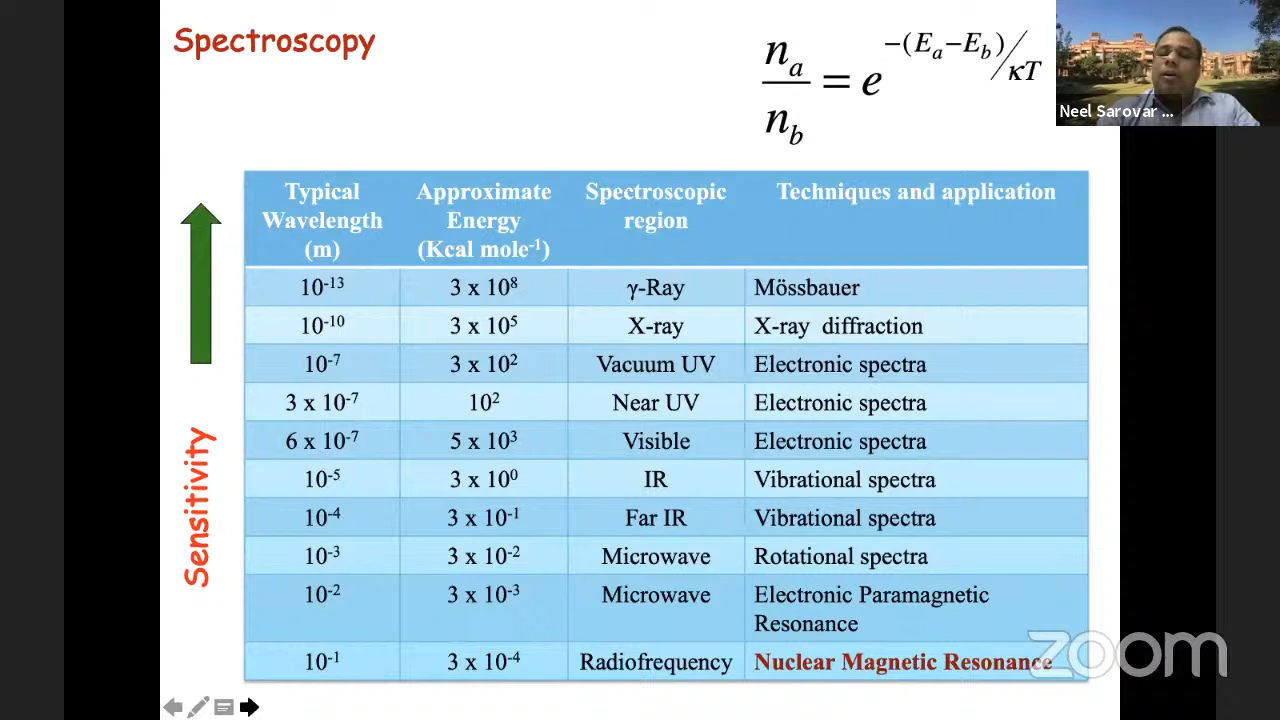 Spectroscopy
nₐ/n_b = e^(−(Eₐ−E_b)/κT)
Neel Sarovar ...
Typical Wavelength (m) Approximate Energy (Kcal mole⁻¹) Spectroscopic region Techniques and application
10⁻¹³ 3 x 10⁸ γ-Ray Mössbauer
10⁻¹⁰ 3 x 10⁵ X-ray X-ray diffraction
10⁻⁷ 3 x 10² Vacuum UV Electronic spectra
3 x 10⁻⁷ 10² Near UV Electronic spectra
6 x 10⁻⁷ 5 x 10³ Visible Electronic spectra
10⁻⁵ 3 x 10⁰ IR Vibrational spectra
10⁻⁴ 3 x 10⁻¹ Far IR Vibrational spectra
10⁻³ 3 x 10⁻² Microwave Rotational spectra
10⁻² 3 x 10⁻³ Microwave Electronic Paramagnetic Resonance
10⁻¹ 3 x 10⁻⁴ Radiofrequency Nuclear Magnetic Resonance
Sensitivity
zoom